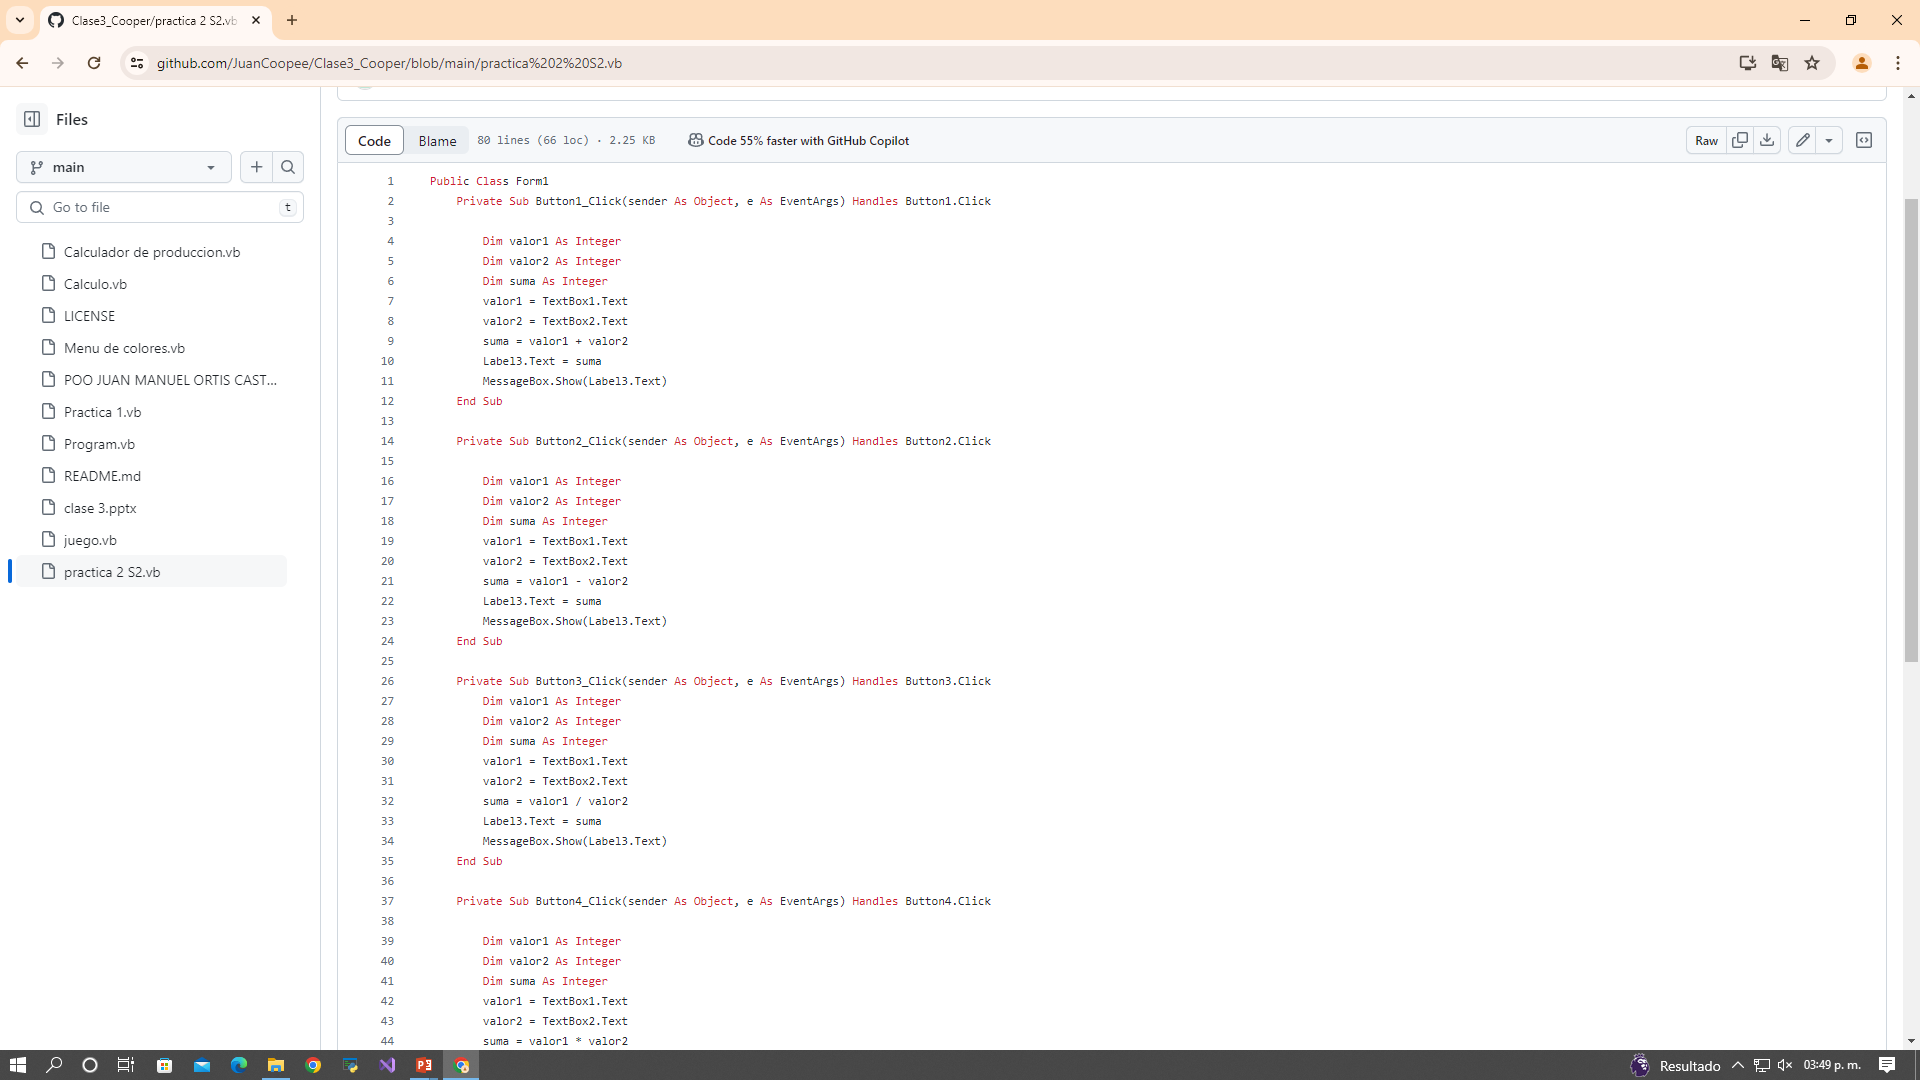 Clase3_Cooper/practica 2 S2.vb
github.com/JuanCoopee/Clase3_Cooper/blob/main/practica%202%20S2.vb
Files
main
Go to file
t
Calculador de produccion.vb
Calculo.vb
LICENSE
Menu de colores.vb
POO JUAN MANUEL ORTIS CAST...
Practica 1.vb
Program.vb
README.md
clase 3.pptx
juego.vb
practica 2 S2.vb
Code Blame 80 lines (66 loc) · 2.25 KB Code 55% faster with GitHub Copilot Raw
1 Public Class Form1
2 Private Sub Button1_Click(sender As Object, e As EventArgs) Handles Button1.Click
3
4 Dim valor1 As Integer
5 Dim valor2 As Integer
6 Dim suma As Integer
7 valor1 = TextBox1.Text
8 valor2 = TextBox2.Text
9 suma = valor1 + valor2
10 Label3.Text = suma
11 MessageBox.Show(Label3.Text)
12 End Sub
13
14 Private Sub Button2_Click(sender As Object, e As EventArgs) Handles Button2.Click
15
16 Dim valor1 As Integer
17 Dim valor2 As Integer
18 Dim suma As Integer
19 valor1 = TextBox1.Text
20 valor2 = TextBox2.Text
21 suma = valor1 - valor2
22 Label3.Text = suma
23 MessageBox.Show(Label3.Text)
24 End Sub
25
26 Private Sub Button3_Click(sender As Object, e As EventArgs) Handles Button3.Click
27 Dim valor1 As Integer
28 Dim valor2 As Integer
29 Dim suma As Integer
30 valor1 = TextBox1.Text
31 valor2 = TextBox2.Text
32 suma = valor1 / valor2
33 Label3.Text = suma
34 MessageBox.Show(Label3.Text)
35 End Sub
36
37 Private Sub Button4_Click(sender As Object, e As EventArgs) Handles Button4.Click
38
39 Dim valor1 As Integer
40 Dim valor2 As Integer
41 Dim suma As Integer
42 valor1 = TextBox1.Text
43 valor2 = TextBox2.Text
44 suma = valor1 * valor2
Resultado 03:49 p. m.